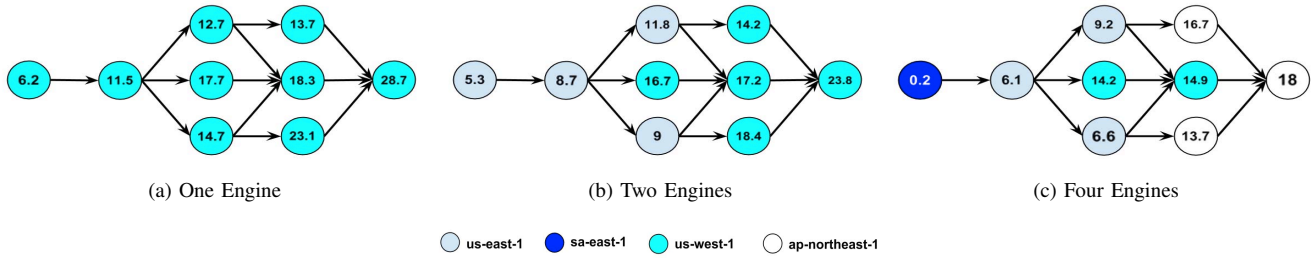 12.7 13.7
6.2 11.5 17.7 18.3 28.7
14.7 23.1
(a) One Engine
11.8 14.2
5.3 8.7 16.7 17.2 23.8
9 18.4
(b) Two Engines
9.2 16.7
0.2 6.1 14.2 14.9 18
6.6 13.7
(c) Four Engines
us-east-1 sa-east-1 us-west-1 ap-northeast-1